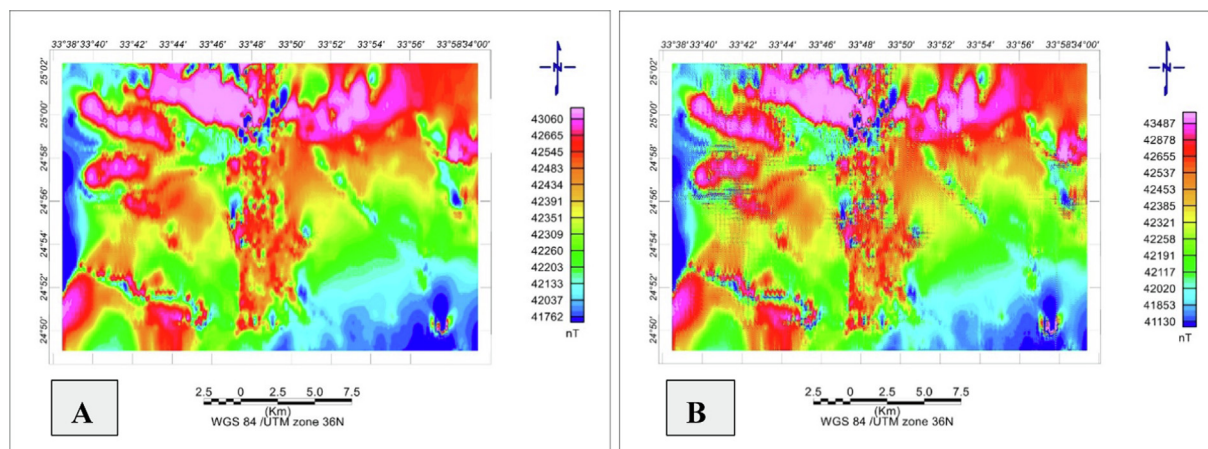 33°38'33°40' 33°42' 33°44' 33°46' 33°48' 33°50' 33°52' 33°54' 33°56' 33°58'34°00'
25°02'
25°00'
24°58'
24°56'
24°54'
24°52'
24°50'
N
43060
42665
42545
42483
42434
42391
42351
42309
42260
42203
42133
42037
41762
nT
A
2.5 0 2.5 5.0 7.5
(Km)
WGS 84 /UTM zone 36N
33°38' 33°40' 33°42' 33°44' 33°46' 33°48' 33°50' 33°52' 33°54' 33°56' 33°58'34°00'
25°02'
25°00'
24°58'
24°56'
24°54'
24°52'
24°50'
N
43487
42878
42655
42537
42453
42385
42321
42258
42191
42117
42020
41853
41130
nT
B
2.5 0 2.5 5.0 7.5
(Km)
WGS 84 /UTM zone 36N